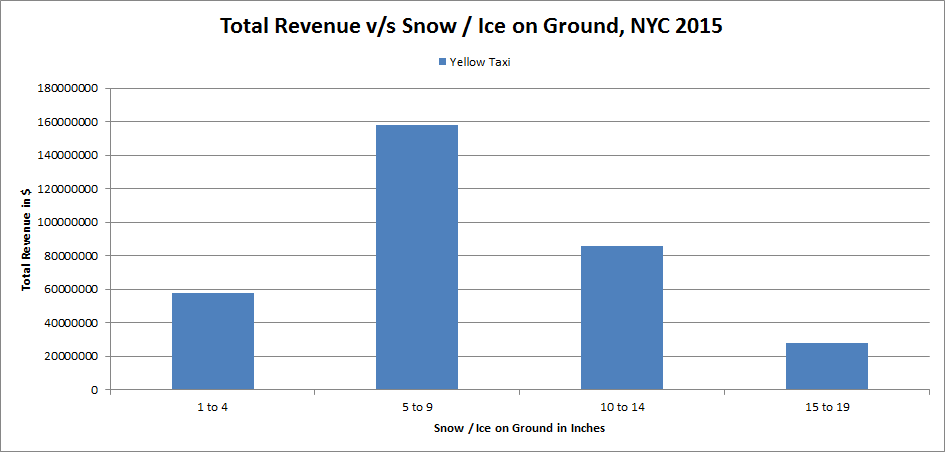 Total Revenue v/s Snow / Ice on Ground, NYC 2015
Yellow Taxi
Total Revenue in $
180000000
160000000
140000000
120000000
100000000
80000000
60000000
40000000
20000000
0
1 to 4 5 to 9 10 to 14 15 to 19
Snow / Ice on Ground in Inches